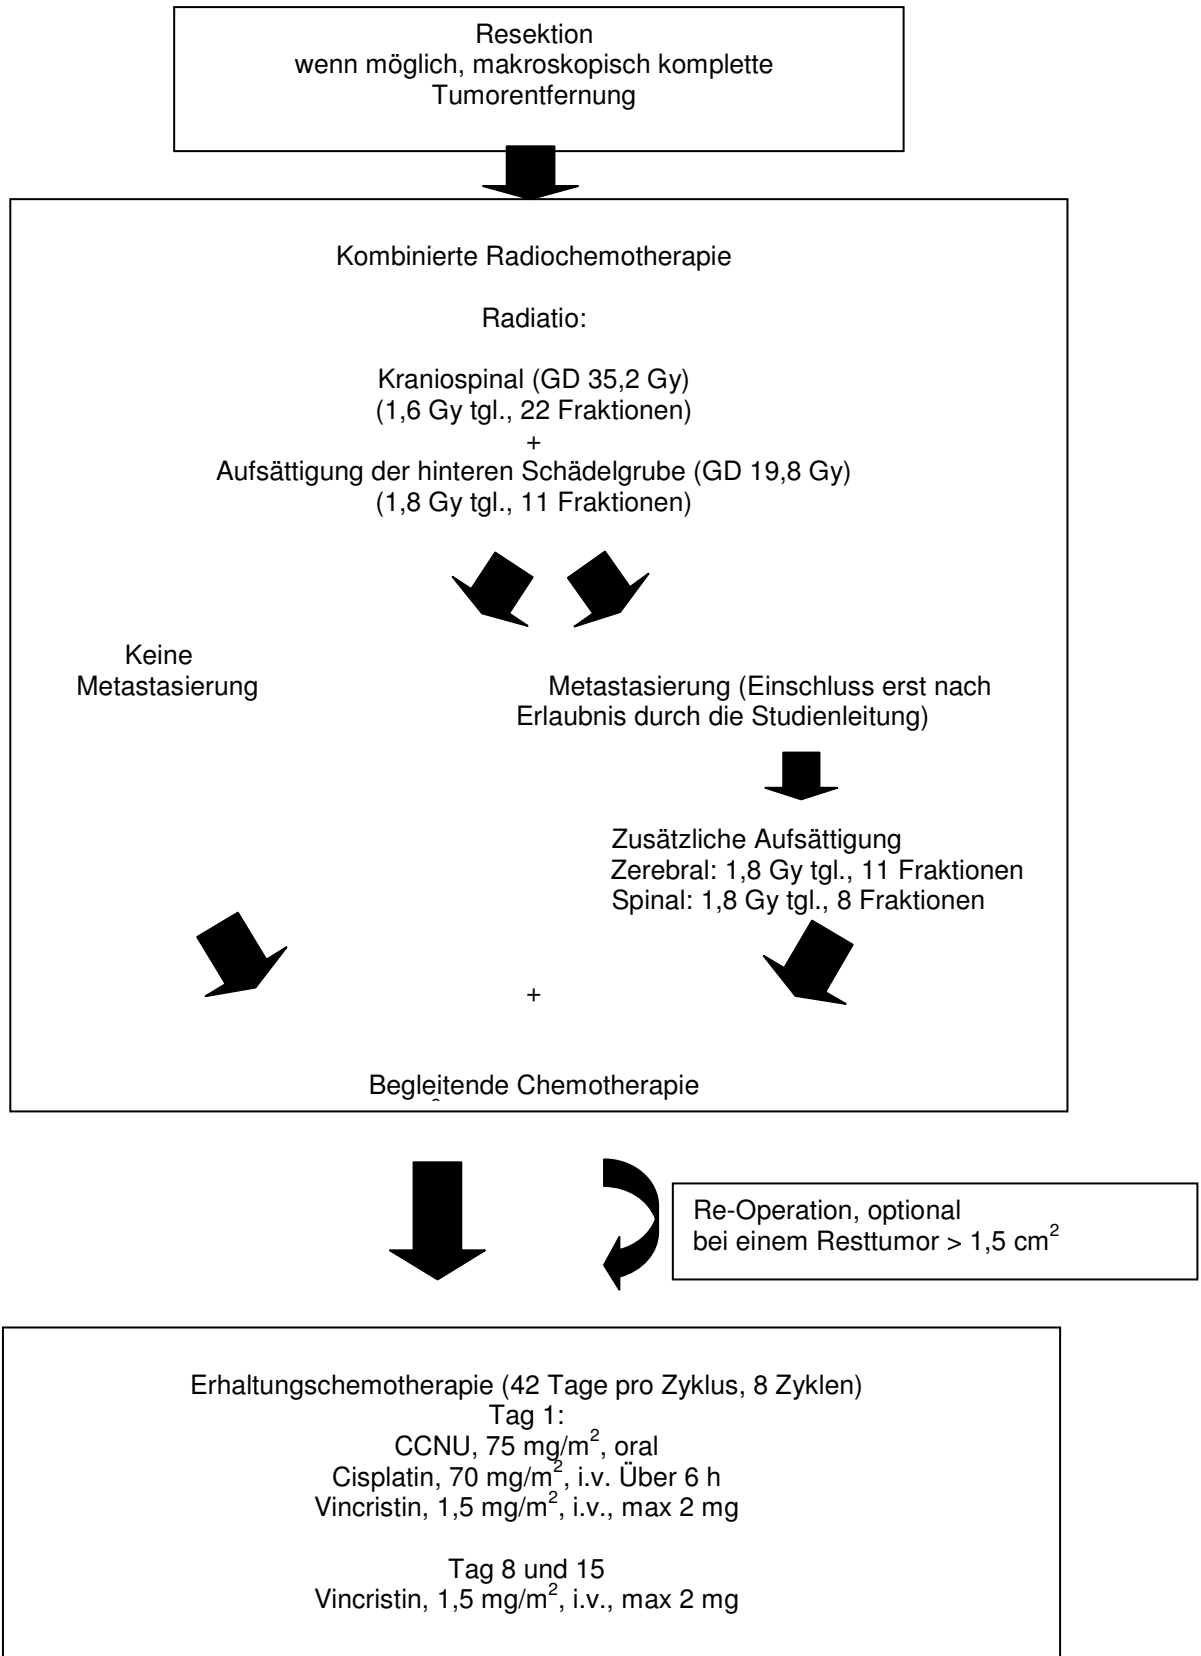 Resektion
wenn möglich, makroskopisch komplette
Tumorentfernung
Kombinierte Radiochemotherapie
Radiatio:
Kraniospinal (GD 35,2 Gy)
(1,6 Gy tgl., 22 Fraktionen)
+
Aufsättigung der hinteren Schädelgrube (GD 19,8 Gy)
(1,8 Gy tgl., 11 Fraktionen)
Keine
Metastasierung
Metastasierung (Einschluss erst nach
Erlaubnis durch die Studienleitung)
Zusätzliche Aufsättigung
Zerebral: 1,8 Gy tgl., 11 Fraktionen
Spinal: 1,8 Gy tgl., 8 Fraktionen
+
Begleitende Chemotherapie
Re-Operation, optional
bei einem Resttumor > 1,5 cm²
Erhaltungschemotherapie (42 Tage pro Zyklus, 8 Zyklen)
Tag 1:
CCNU, 75 mg/m², oral
Cisplatin, 70 mg/m², i.v. Über 6 h
Vincristin, 1,5 mg/m², i.v., max 2 mg
Tag 8 und 15
Vincristin, 1,5 mg/m², i.v., max 2 mg